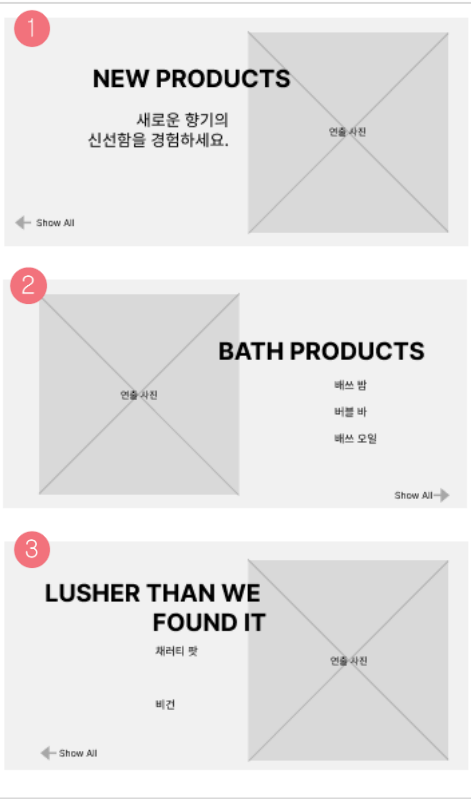 1
NEW PRODUCTS
새로운 향기의
신선함을 경험하세요.
연출 사진
Show All
2
연출 사진
BATH PRODUCTS
배쓰 밤
버블 바
배쓰 오일
Show All
3
LUSHER THAN WE
FOUND IT
채러티 팟
연출 사진
비건
Show All